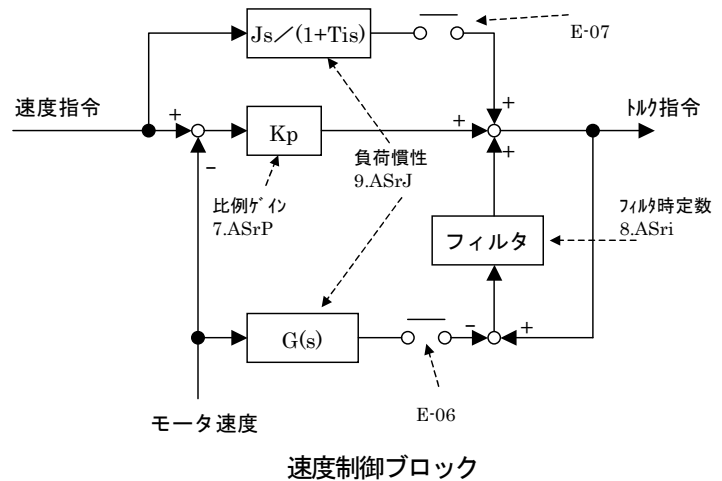 Js／(1+Tis)
E-07
速度指令
+
+
Kp
+
+
ﾄﾙｸ指令
-
負荷慣性
9.ASrJ
比例ｹﾞｲﾝ
7.ASrP
フィルタ
ﾌｨﾙﾀ時定数
8.ASri
G(s)
-
+
E-06
モータ速度
速度制御ブロック